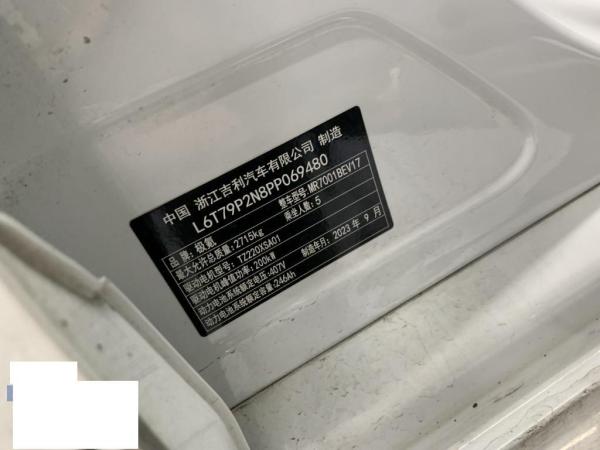 中国 浙江吉利汽车有限公司 制造
L6T79P2N8PP069480
品牌:极氪 整车型号:MR7001BEV17
最大允许总质量:2715kg 乘坐人数:5
驱动电机型号:TZ220XSA01
驱动电机峰值功率:200kW 制造年月:2023年9月
动力电池系统额定电压:407V
动力电池系统额定容量:246Ah